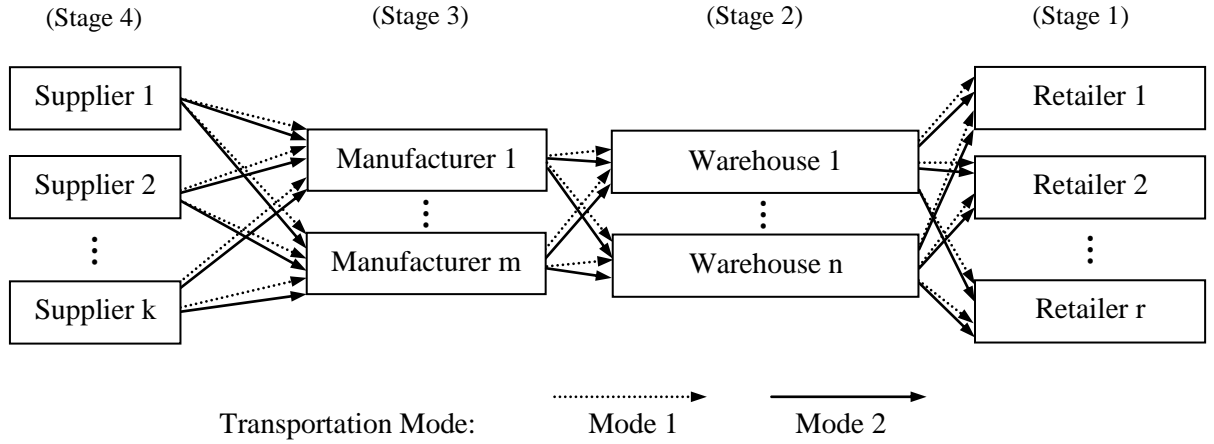 (Stage 4)
(Stage 3)
(Stage 2)
(Stage 1)
Supplier 1
Supplier 2
Supplier k
Manufacturer 1
Manufacturer m
Warehouse 1
Warehouse n
Retailer 1
Retailer 2
Retailer r
Transportation Mode:
Mode 1
Mode 2